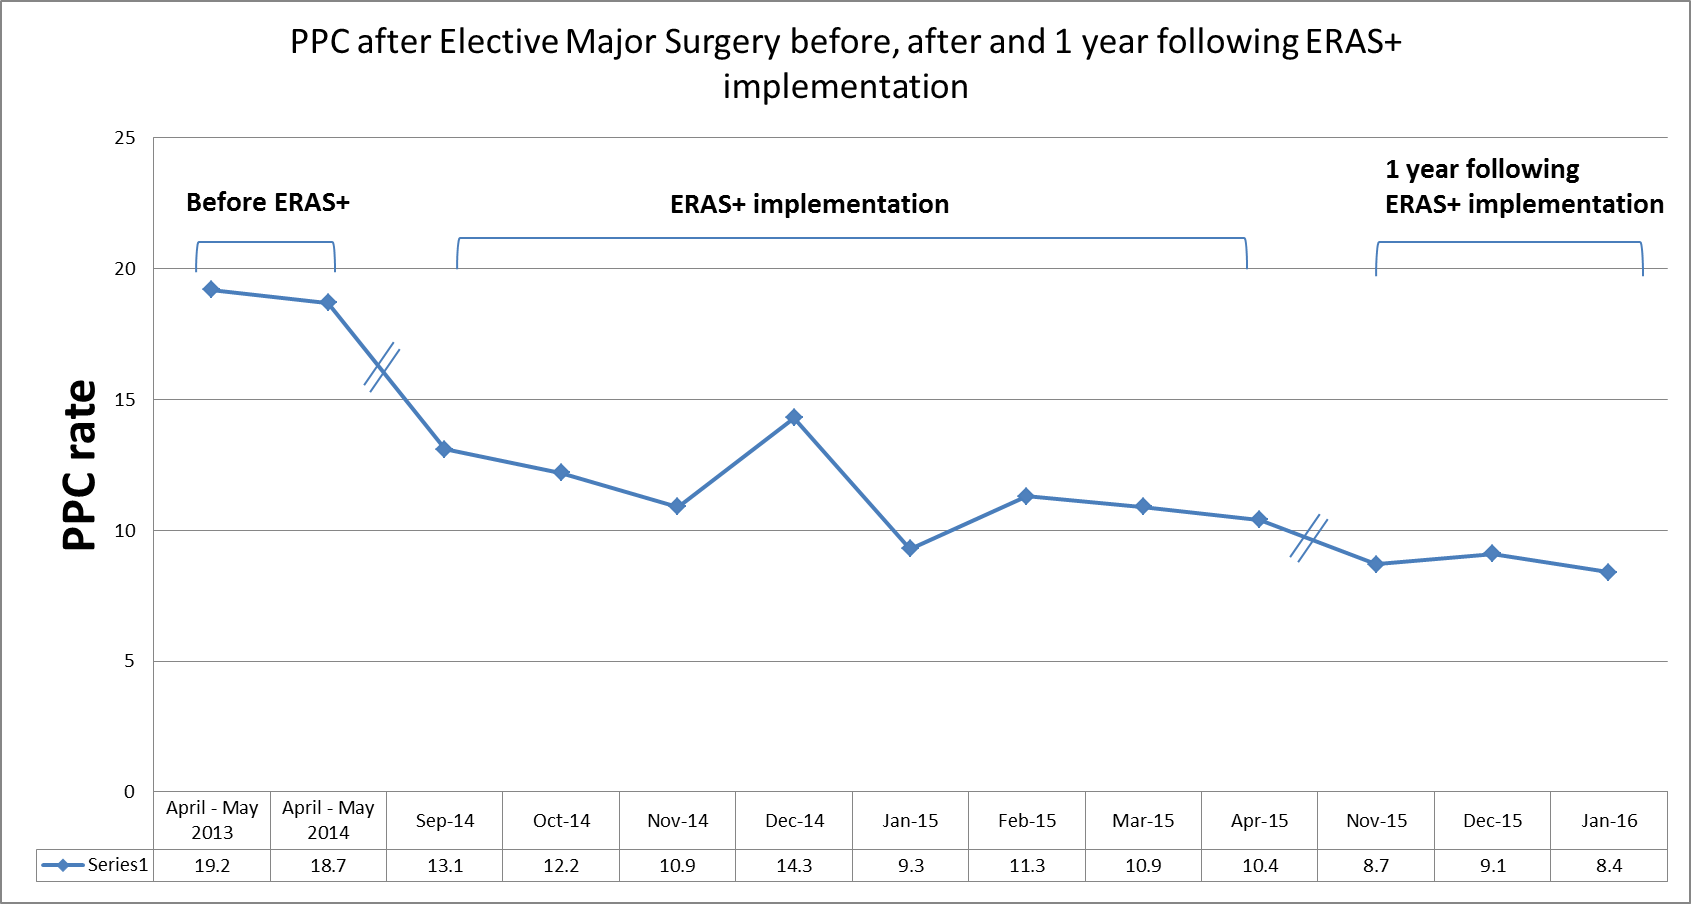 PPC after Elective Major Surgery before, after and 1 year following ERAS+
implementation
25
20
15
10
5
0
PPC rate
Before ERAS+
ERAS+ implementation
1 year following
ERAS+ implementation
April - May 2013 April - May 2014 Sep-14 Oct-14 Nov-14 Dec-14 Jan-15 Feb-15 Mar-15 Apr-15 Nov-15 Dec-15 Jan-16
Series1 19.2 18.7 13.1 12.2 10.9 14.3 9.3 11.3 10.9 10.4 8.7 9.1 8.4